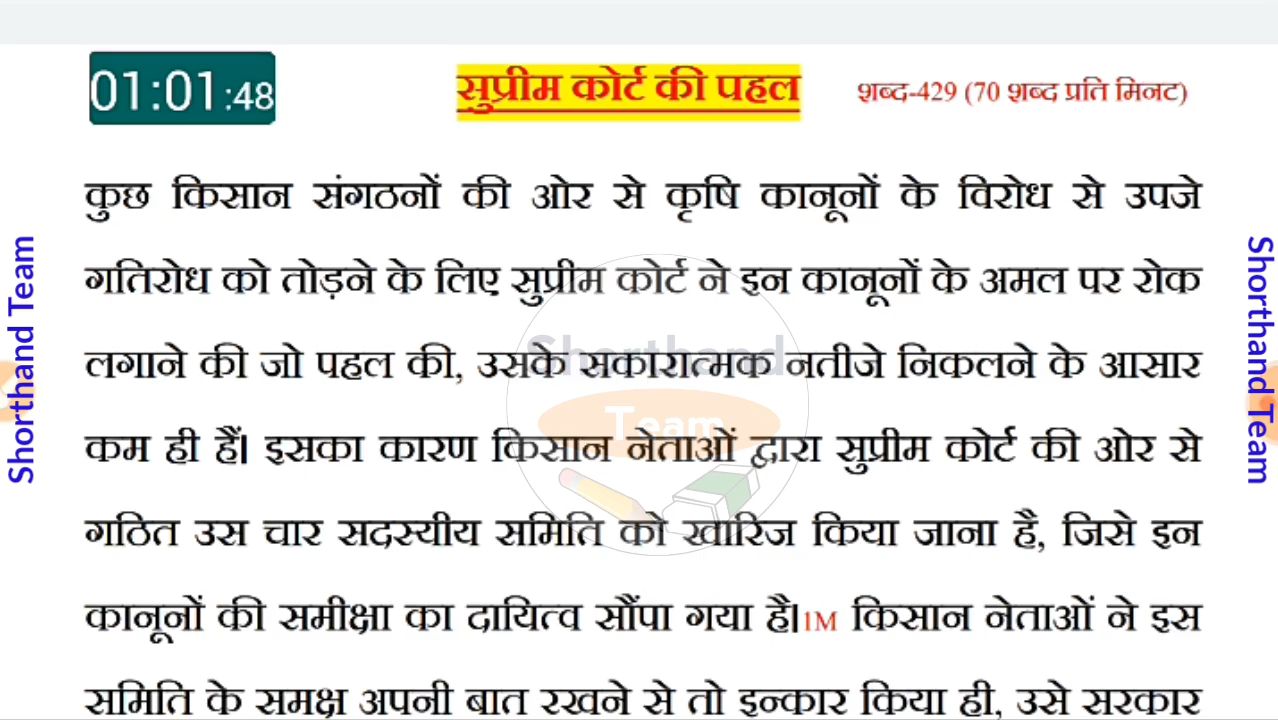 01:01:48
सुप्रीम कोर्ट की पहल
शब्द-429 (70 शब्द प्रति मिनट)
कुछ किसान संगठनों की ओर से कृषि कानूनों के विरोध से उपजे
गतिरोध को तोड़ने के लिए सुप्रीम कोर्ट ने इन कानूनों के अमल पर रोक
लगाने की जो पहल की, उसके सकारात्मक नतीजे निकलने के आसार
कम ही हैं। इसका कारण किसान नेताओं द्वारा सुप्रीम कोर्ट की ओर से
गठित उस चार सदस्यीय समिति को खारिज किया जाना है, जिसे इन
कानूनों की समीक्षा का दायित्व सौंपा गया है।1M किसान नेताओं ने इस
समिति के समक्ष अपनी बात रखने से तो इन्कार किया ही, उसे सरकार
Shorthand Team
Shorthand Team
Shorthand
Team